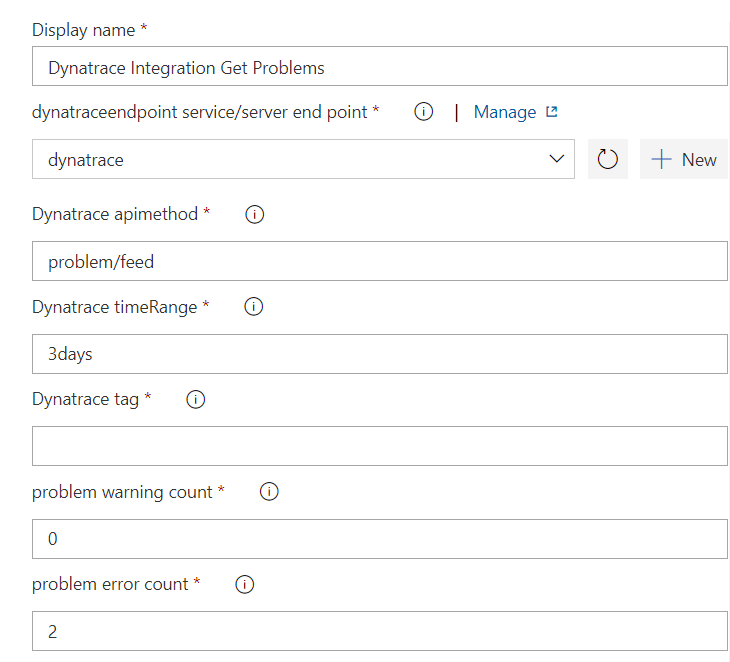 Display name *
Dynatrace Integration Get Problems
dynatraceendpoint service/server end point * | Manage
dynatrace New
Dynatrace apimethod *
problem/feed
Dynatrace timeRange *
3days
Dynatrace tag *
problem warning count *
0
problem error count *
2